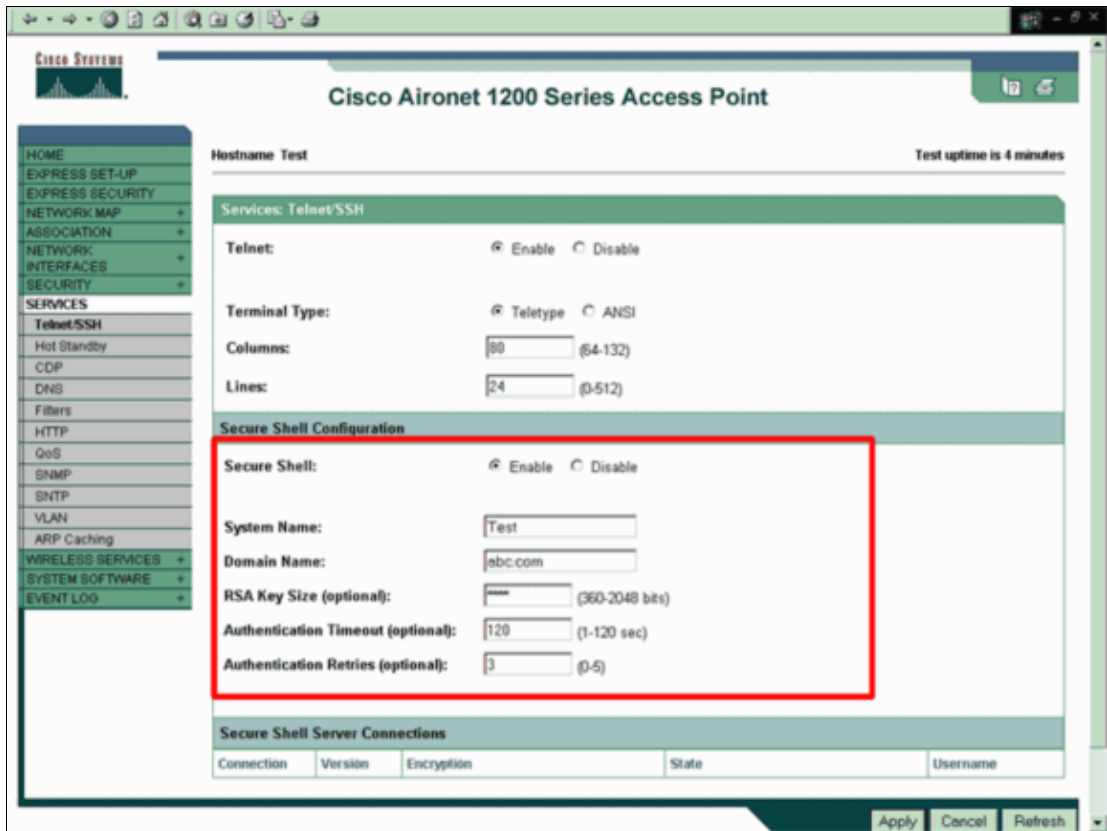 CISCO SYSTEMS
Cisco Aironet 1200 Series Access Point
HOME
EXPRESS SET-UP
EXPRESS SECURITY
NETWORK MAP +
ASSOCIATION +
NETWORK
INTERFACES +
SECURITY +
SERVICES
Telnet/SSH
Hot Standby
CDP
DNS
Filters
HTTP
QoS
SNMP
SNTP
VLAN
ARP Caching
WIRELESS SERVICES +
SYSTEM SOFTWARE +
EVENT LOG +
Hostname Test Test uptime is 4 minutes
Services: Telnet/SSH
Telnet: Enable Disable
Terminal Type: Teletype ANSI
Columns: 80 (64-132)
Lines: 24 (0-512)
Secure Shell Configuration
Secure Shell: Enable Disable
System Name: Test
Domain Name: abc.com
RSA Key Size (optional): **** (360-2048 bits)
Authentication Timeout (optional): 120 (1-120 sec)
Authentication Retries (optional): 3 (0-5)
Secure Shell Server Connections
Connection Version Encryption State Username
Apply Cancel Refresh